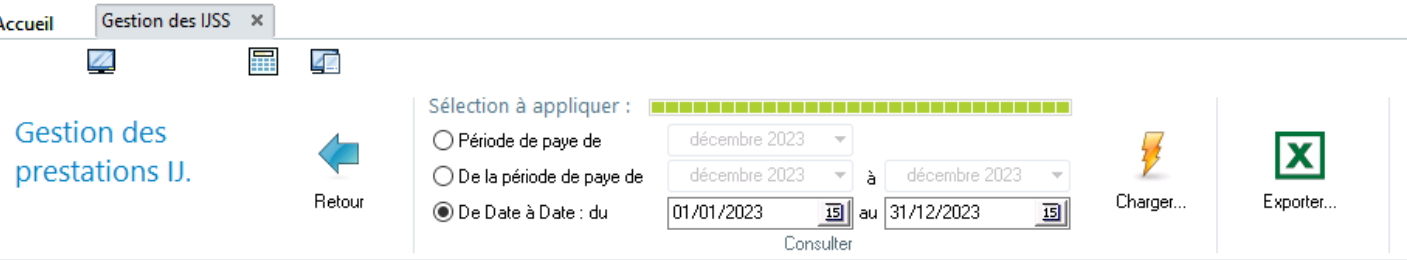 Accueil
Gestion des IJSS ×
Sélection à appliquer :
Gestion des
prestations IJ.
Période de paye de décembre 2023
De la période de paye de décembre 2023 à décembre 2023
Retour
Charger...
Exporter...
De Date à Date : du 01/01/2023 15 au 31/12/2023 15
Consulter